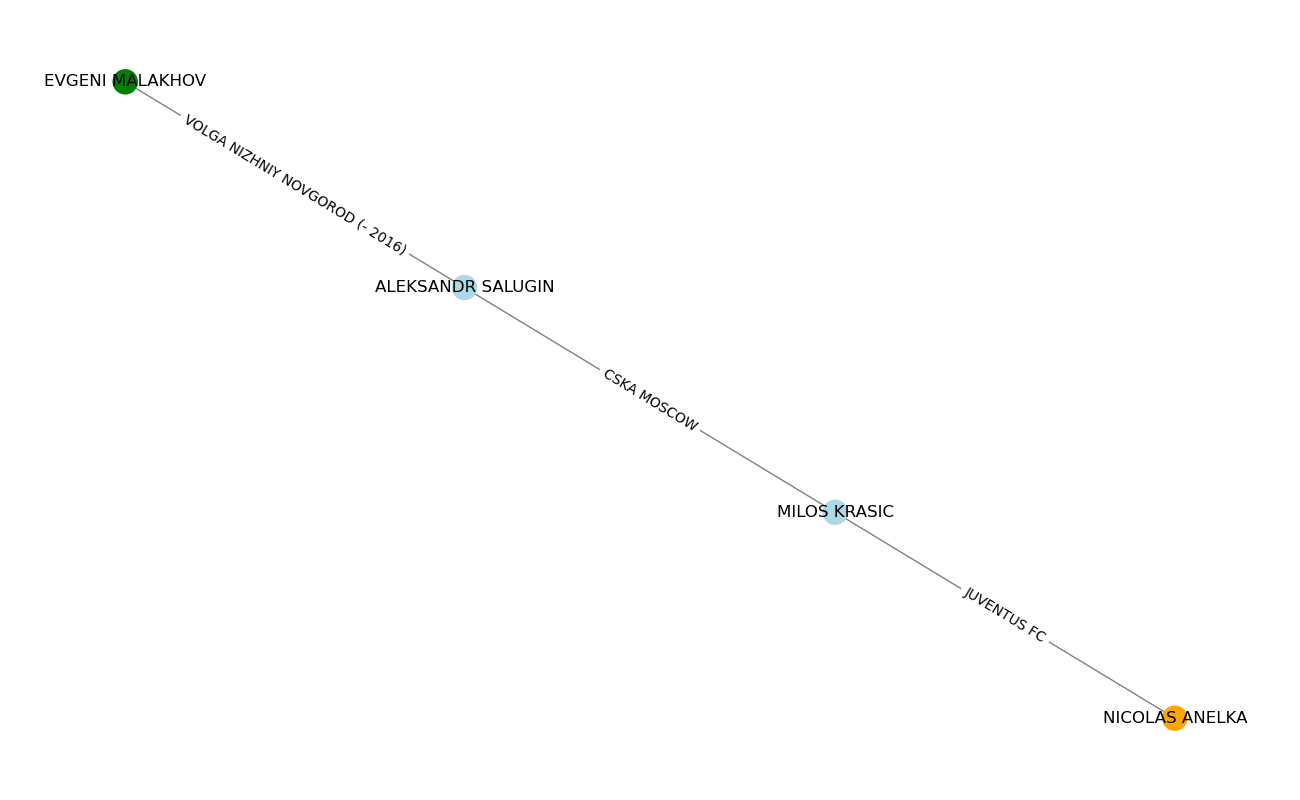 EVGENI MALAKHOV
VOLGA NIZHNIY NOVGOROD (- 2016)
ALEKSANDR SALUGIN
CSKA MOSCOW
MILOS KRASIC
JUVENTUS FC
NICOLAS ANELKA